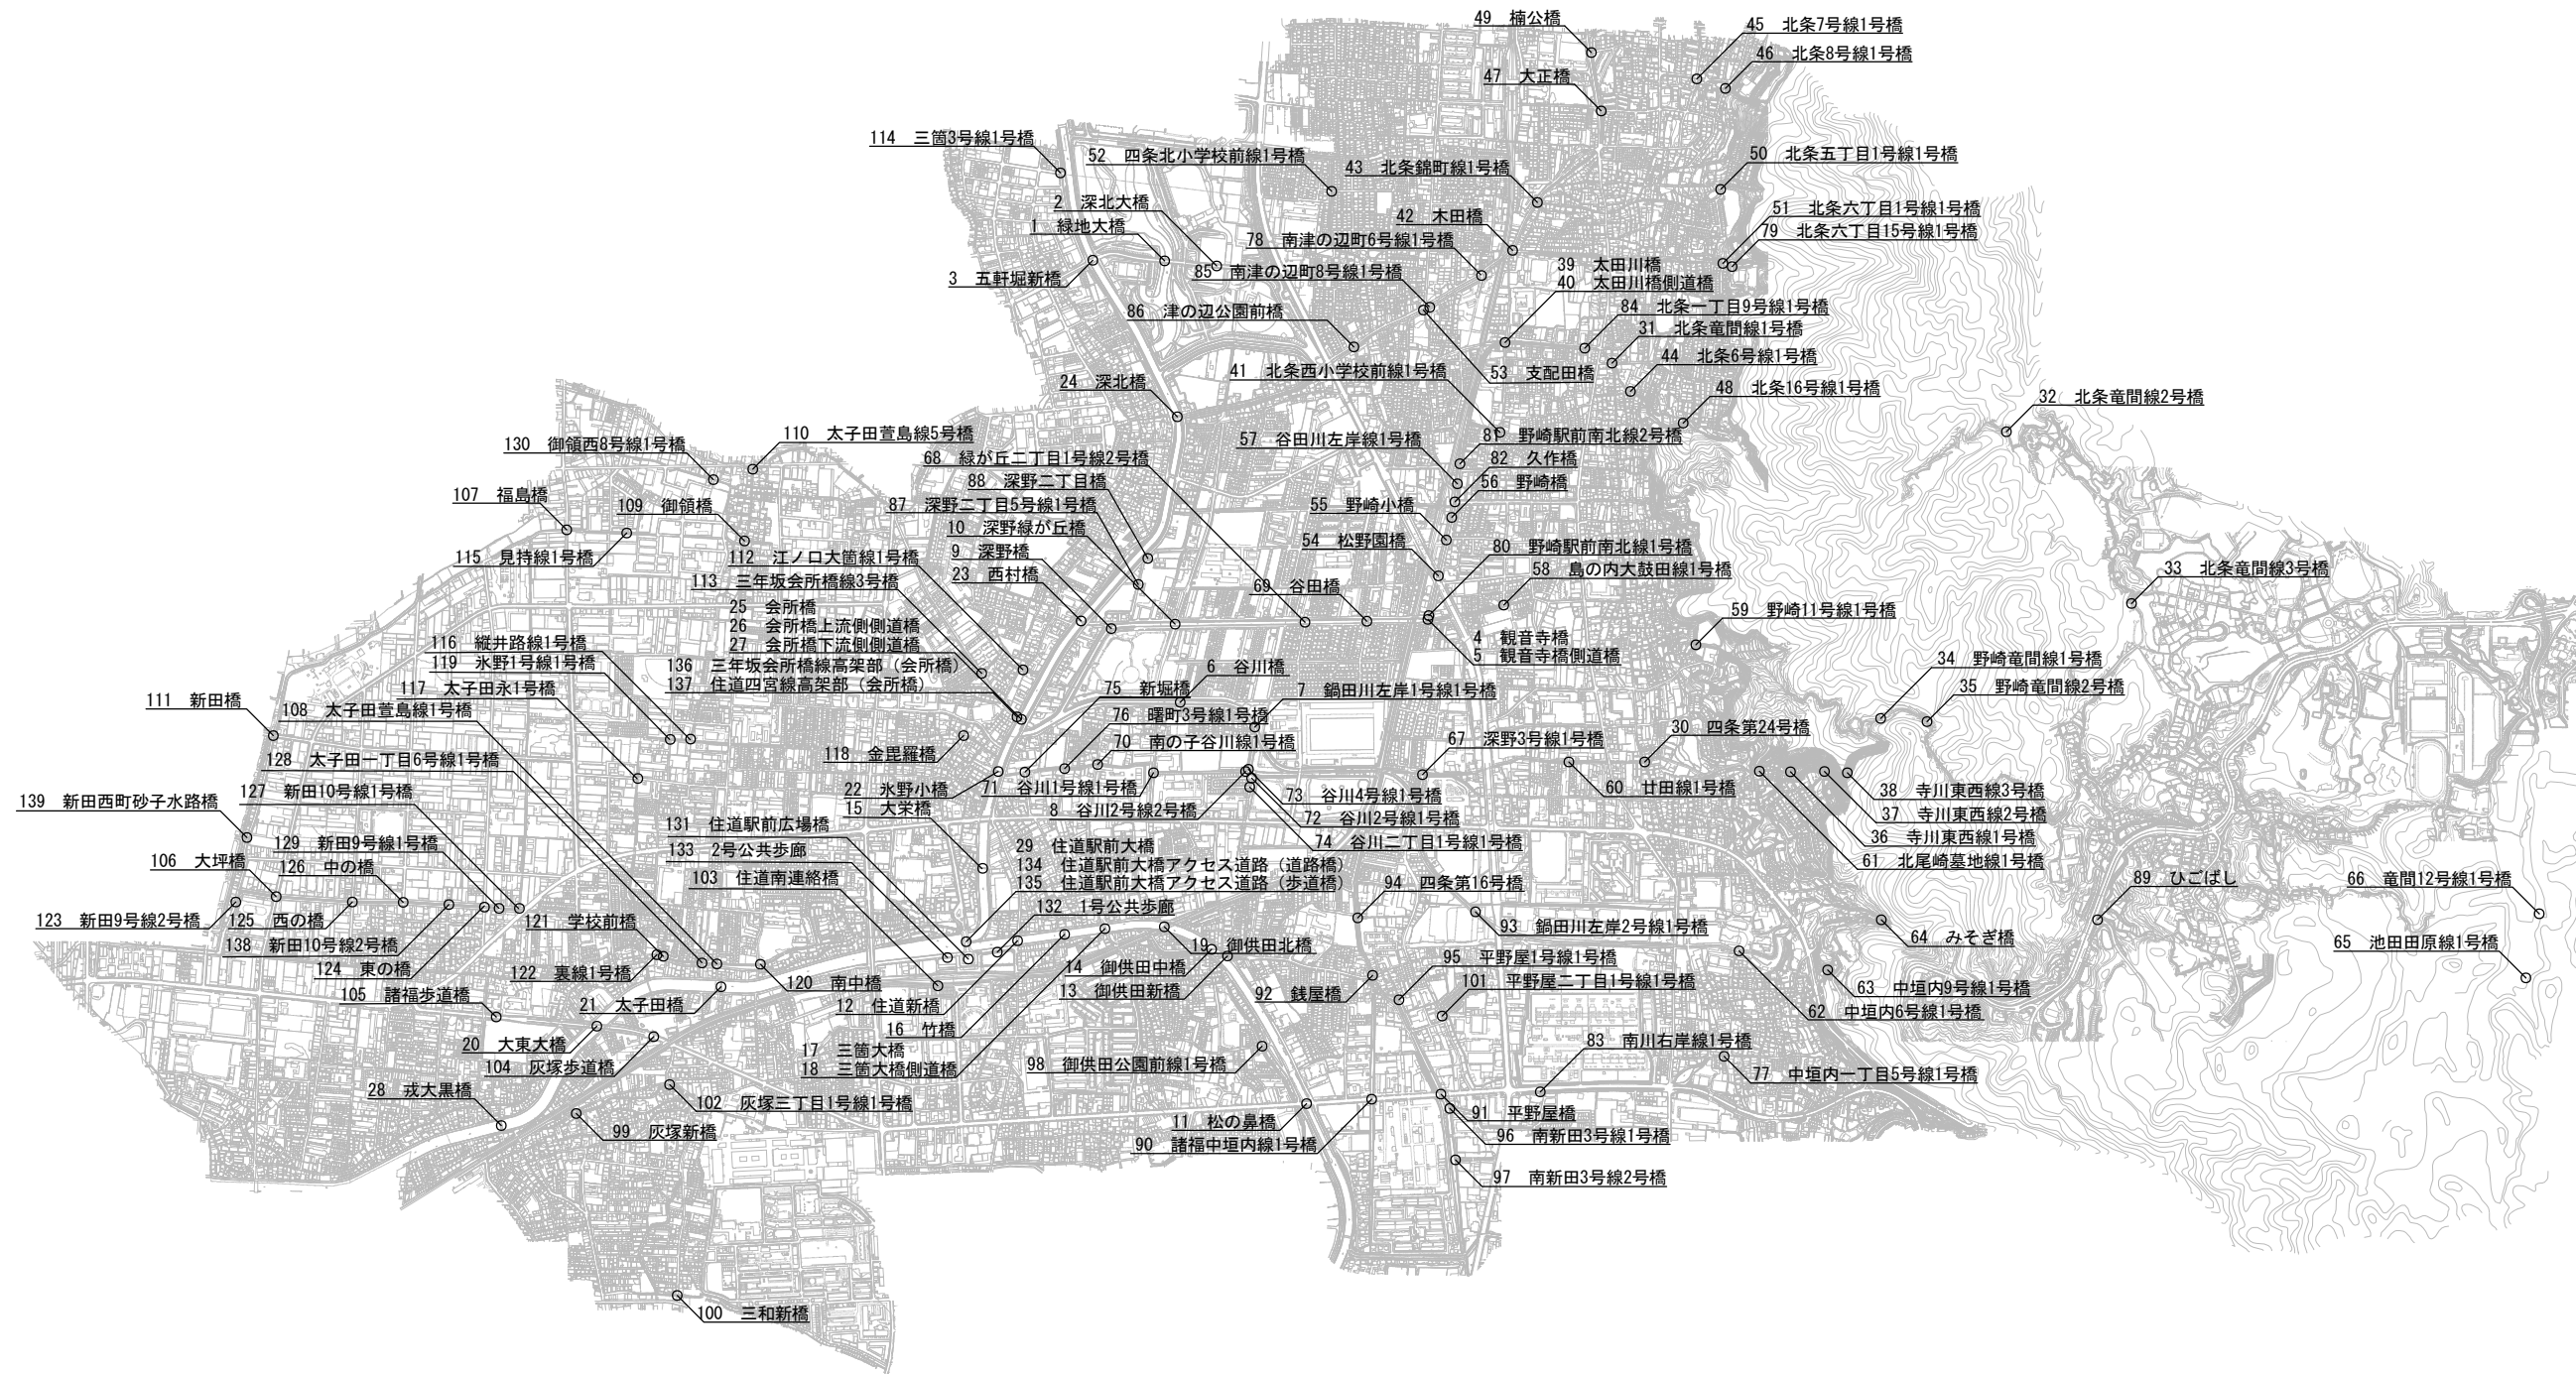 49　楠公橋
45　北条7号線1号橋
46　北条8号線1号橋
47　大正橋
114　三箇3号線1号橋
52　四条北小学校前線1号橋
43　北条錦町線1号橋
50　北条五丁目1号線1号橋
2　深北大橋
42　木田橋
51　北条六丁目1号線1号橋
1　緑地大橋
78　南津の辺町6号線1号橋
79　北条六丁目15号線1号橋
3　五軒堀新橋
85　南津の辺町8号線1号橋
39　太田川橋
40　太田川橋側道橋
86　津の辺公園前橋
84　北条一丁目9号線1号橋
31　北条竜間線1号橋
44　北条6号線1号橋
24　深北橋
41　北条西小学校前線1号橋
53　支配田橋
48　北条16号線1号橋
32　北条竜間線2号橋
130　御領西8号線1号橋
110　太子田萱島線5号橋
57　谷田川左岸線1号橋
81　野崎駅前南北線2号橋
68　緑が丘二丁目1号線2号橋
82　久作橋
88　深野二丁目橋
56　野崎橋
107　福島橋
109　御領橋
87　深野二丁目5号線1号橋
55　野崎小橋
10　深野緑が丘橋
54　松野園橋
80　野崎駅前南北線1号橋
115　見持線1号橋
112　江ノ口大箇線1号橋
9　深野橋
58　島の内大鼓田線1号橋
33　北条竜間線3号橋
113　三年坂会所橋線3号橋
23　西村橋
69　谷田橋
59　野崎11号線1号橋
25　会所橋
26　会所橋上流側側道橋
27　会所橋下流側側道橋
4　観音寺橋
5　観音寺橋側道橋
116　縦井路線1号橋
119　氷野1号線1号橋
136　三年坂会所橋線高架部（会所橋）
137　住道四宮線高架部（会所橋）
6　谷川橋
34　野崎竜間線1号橋
117　太子田永1号橋
75　新堀橋
7　鍋田川左岸1号線1号橋
35　野崎竜間線2号橋
111　新田橋
108　太子田萱島線1号橋
76　曙町3号線1号橋
30　四条第24号橋
118　金毘羅橋
70　南の子谷川線1号橋
67　深野3号線1号橋
128　太子田一丁目6号線1号橋
22　氷野小橋
71　谷川1号線1号橋
73　谷川4号線1号橋
60　廿田線1号橋
38　寺川東西線3号橋
139　新田西町砂子水路橋
127　新田10号線1号橋
15　大栄橋
8　谷川2号線2号橋
72　谷川2号線1号橋
37　寺川東西線2号橋
131　住道駅前広場橋
74　谷川二丁目1号線1号橋
36　寺川東西線1号橋
129　新田9号線1号橋
133　2号公共歩廊
29　住道駅前大橋
134　住道駅前大橋アクセス道路（道路橋）
135　住道駅前大橋アクセス道路（歩道橋）
61　北尾崎墓地線1号橋
106　大坪橋
126　中の橋
103　住道南連絡橋
94　四条第16号橋
89　ひごばし
66　竜間12号線1号橋
132　1号公共歩廊
123　新田9号線2号橋
125　西の橋
121　学校前橋
93　鍋田川左岸2号線1号橋
138　新田10号線2号橋
19　御供田北橋
64　みそぎ橋
65　池田田原線1号橋
124　東の橋
122　裏線1号橋
120　南中橋
14　御供田中橋
95　平野屋1号線1号橋
105　諸福歩道橋
21　太子田橋
12　住道新橋
13　御供田新橋
92　銭屋橋
101　平野屋二丁目1号線1号橋
63　中垣内9号線1号橋
62　中垣内6号線1号橋
20　大東大橋
16　竹橋
104　灰塚歩道橋
17　三箇大橋
18　三箇大橋側道橋
98　御供田公園前線1号橋
83　南川右岸線1号橋
77　中垣内一丁目5号線1号橋
28　戎大黒橋
102　灰塚三丁目1号線1号橋
99　灰塚新橋
11　松の鼻橋
91　平野屋橋
90　諸福中垣内線1号橋
96　南新田3号線1号橋
97　南新田3号線2号橋
100　三和新橋